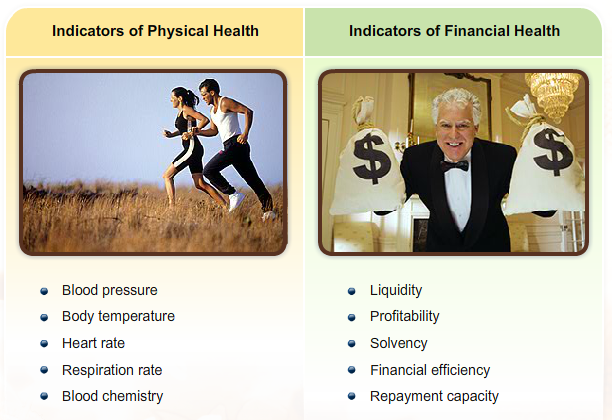 Indicators of Physical Health
Blood pressure
Body temperature
Heart rate
Respiration rate
Blood chemistry
Indicators of Financial Health
$
$
Liquidity
Profitability
Solvency
Financial efficiency
Repayment capacity